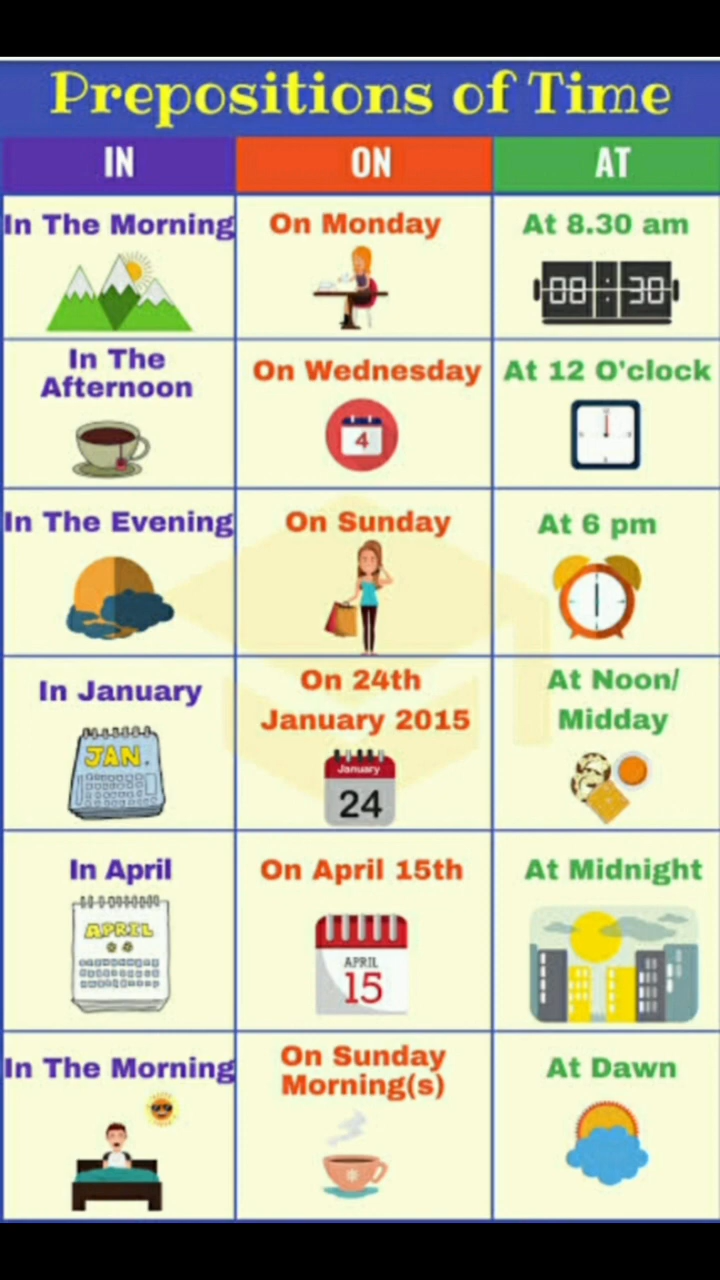 Prepositions of Time
IN ON AT
In The Morning On Monday At 8.30 am
08:30
In The
Afternoon
On Wednesday At 12 O'clock
4
In The Evening On Sunday At 6 pm
In January
On 24th
January 2015
At Noon/
Midday
JAN.
January
24
In April On April 15th At Midnight
APRIL
APRIL
15
In The Morning
On Sunday
Morning(s)
At Dawn